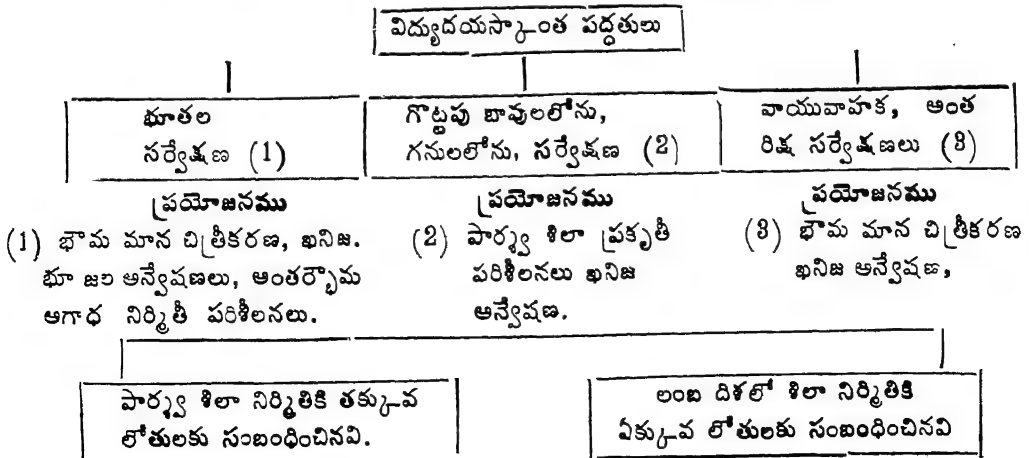 విద్యుదయస్కాంత పద్ధతులు
భూతల
సర్వేక్షణ (1)
ప్రయోజనము
(1) భౌమ మాన చిత్రీకరణ, ఖనిజ.
భూ జల అన్వేషణలు, ఆంతర్భౌమ
అగాధ నిర్మితీ పరిశీలనలు.
గొట్టపు బావులలోను,
గనులలోను, సర్వేక్షణ (2)
ప్రయోజనము
(2) పార్శ్వ శిలా ప్రకృతీ
పరిశీలనలు ఖనిజ
అన్వేషణ.
వాయువాహక, అంత
రిక్ష సర్వేక్షణలు (3)
ప్రయోజనము
(3) భౌమ మాన చిత్రీకరణ
ఖనిజ అన్వేషణ,
పార్శ్వ శిలా నిర్మితికి తక్కువ
లోతులకు సంబంధించినవి.
లంబ దిశలో శిలా నిర్మితికి
ఏక్కువ లోతులకు సంబంధించినవి